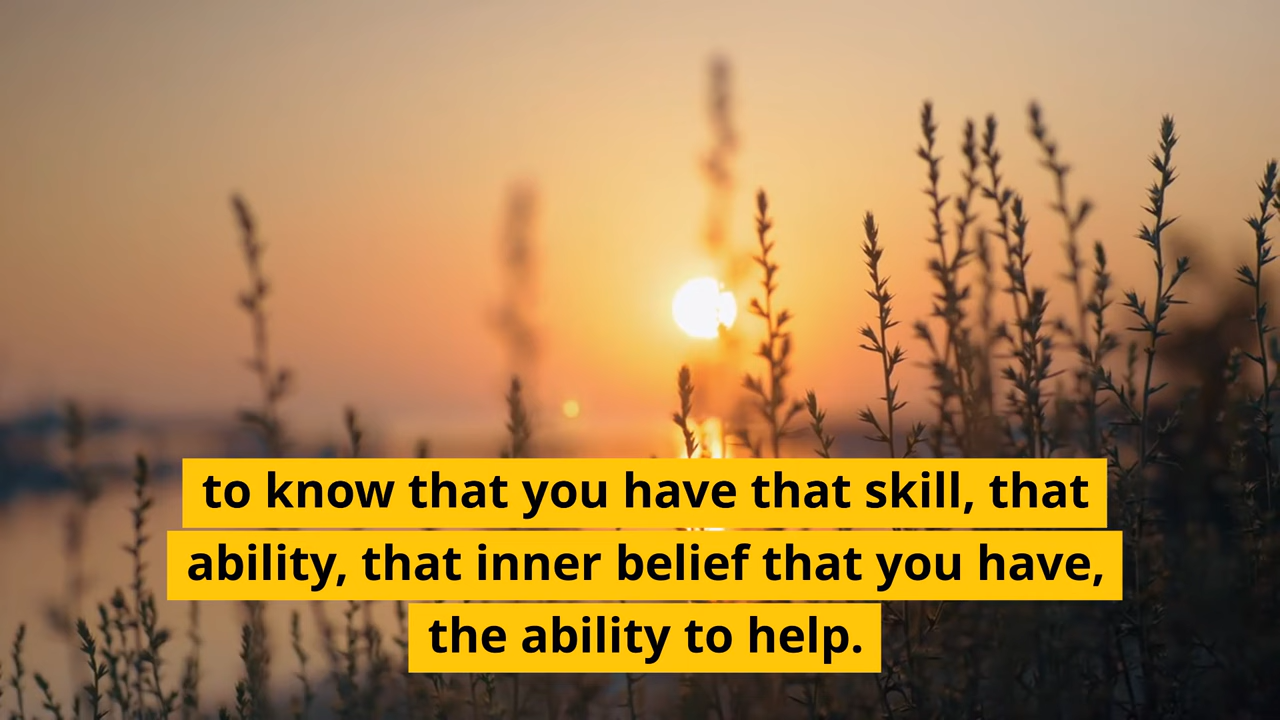 to know that you have that skill, that
ability, that inner belief that you have,
the ability to help.